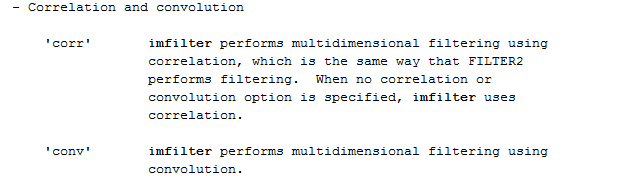 - Correlation and convolution
'corr' imfilter performs multidimensional filtering using
correlation, which is the same way that FILTER2
performs filtering. When no correlation or
convolution option is specified, imfilter uses
correlation.
'conv' imfilter performs multidimensional filtering using
convolution.